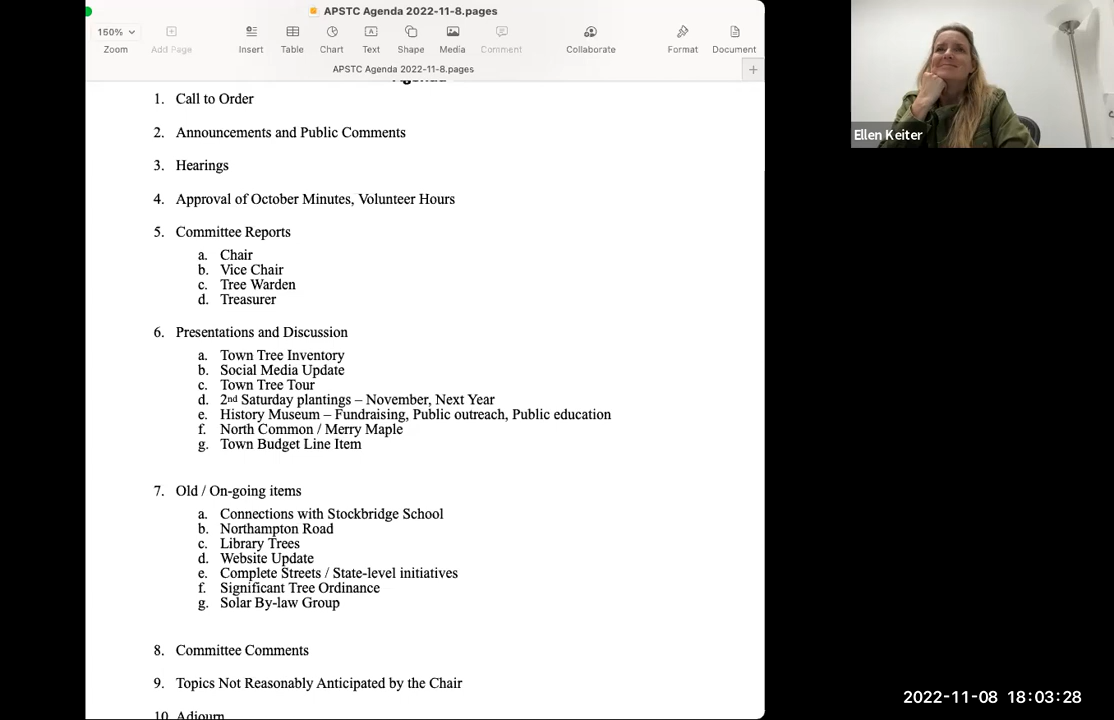 APSTC Agenda 2022-11-8.pages
150%
Zoom
Add Page
Insert
Table
Chart
Text
Shape
Media
Comment
Collaborate
Format
Document
APSTC Agenda 2022-11-8.pages
Agenda
1. Call to Order
2. Announcements and Public Comments
3. Hearings
4. Approval of October Minutes, Volunteer Hours
5. Committee Reports
a. Chair
b. Vice Chair
c. Tree Warden
d. Treasurer
6. Presentations and Discussion
a. Town Tree Inventory
b. Social Media Update
c. Town Tree Tour
d. 2nd Saturday plantings – November, Next Year
e. History Museum – Fundraising, Public outreach, Public education
f. North Common / Merry Maple
g. Town Budget Line Item
7. Old / On-going items
a. Connections with Stockbridge School
b. Northampton Road
c. Library Trees
d. Website Update
e. Complete Streets / State-level initiatives
f. Significant Tree Ordinance
g. Solar By-law Group
8. Committee Comments
9. Topics Not Reasonably Anticipated by the Chair
10. Adjourn
Ellen Keiter
2022-11-08 18:03:28